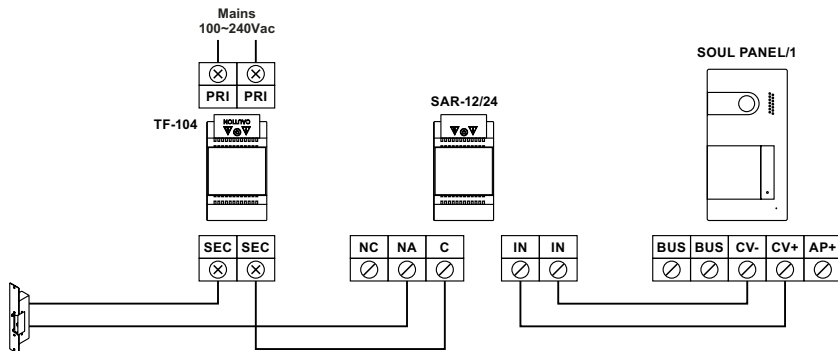 Mains
100~240Vac
SOUL PANEL/1
PRI PRI
SAR-12/24
TF-104
CAUTION
SEC SEC
NC NA C
IN IN
BUS BUS CV- CV+ AP+